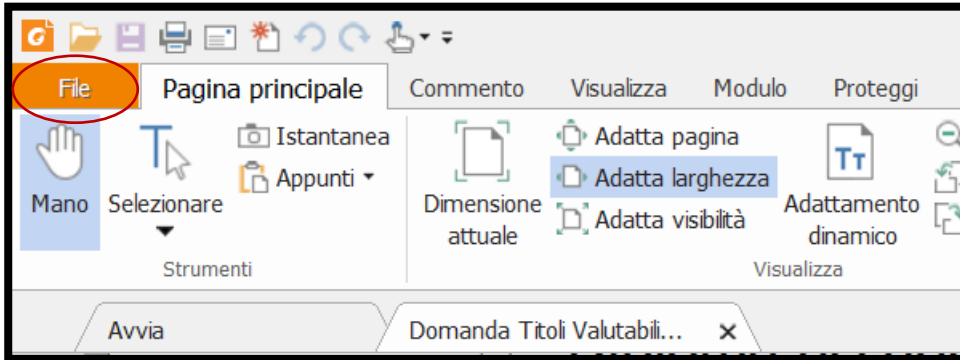 File Pagina principale Commento Visualizza Modulo Proteggi
Istantanea
Appunti
Mano Selezionare
Strumenti
Adatta pagina
Adatta larghezza
Adatta visibilità
Dimensione
attuale
TT
Adattamento
dinamico
Visualizza
Avvia Domanda Titoli Valutabili... ×